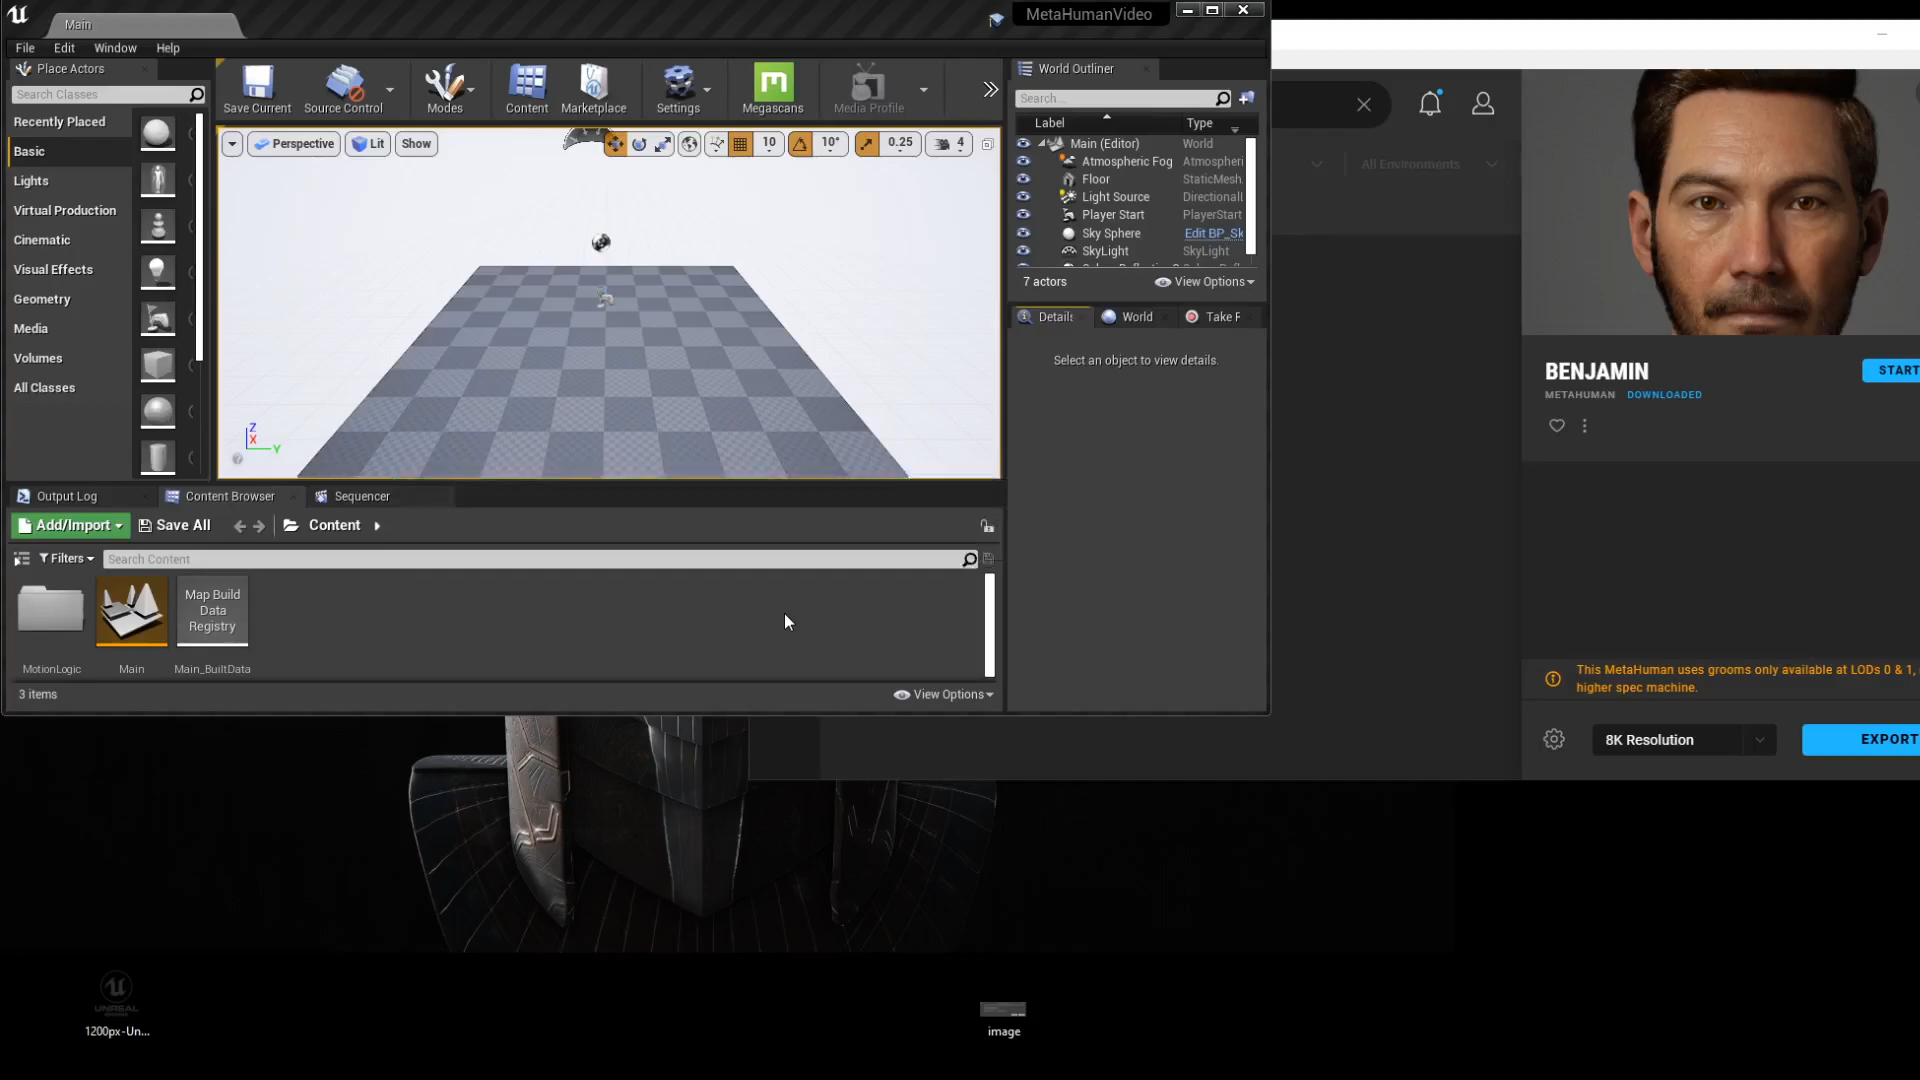 Main
MetaHumanVideo
File Edit Window Help
Place Actors
Search Classes
Recently Placed
Basic
Lights
Virtual Production
Cinematic
Visual Effects
Geometry
Media
Volumes
All Classes
Save Current
Source Control
Modes
Content
Marketplace
Settings
Megascans
Media Profile
Perspective
Lit
Show
10
10°
0.25
4
Z
X
Y
World Outliner
Search...
Label Type
Main (Editor) World
Atmospheric Fog Atmospheri
Floor StaticMesh.
Light Source Directionall
Player Start PlayerStart
Sky Sphere Edit BP_Sk
SkyLight SkyLight
7 actors
View Options
Details
World
Take F
Select an object to view details.
Output Log
Content Browser
Sequencer
Add/Import
Save All
Content
Filters
Search Content
Map Build
Data
Registry
MotionLogic
Main
Main_BuiltData
3 items
View Options
All Environments
BENJAMIN
START
METAHUMAN DOWNLOADED
This MetaHuman uses grooms only available at LODs 0 & 1,
higher spec machine.
8K Resolution
EXPORT
UNREAL
1200px-Un...
image